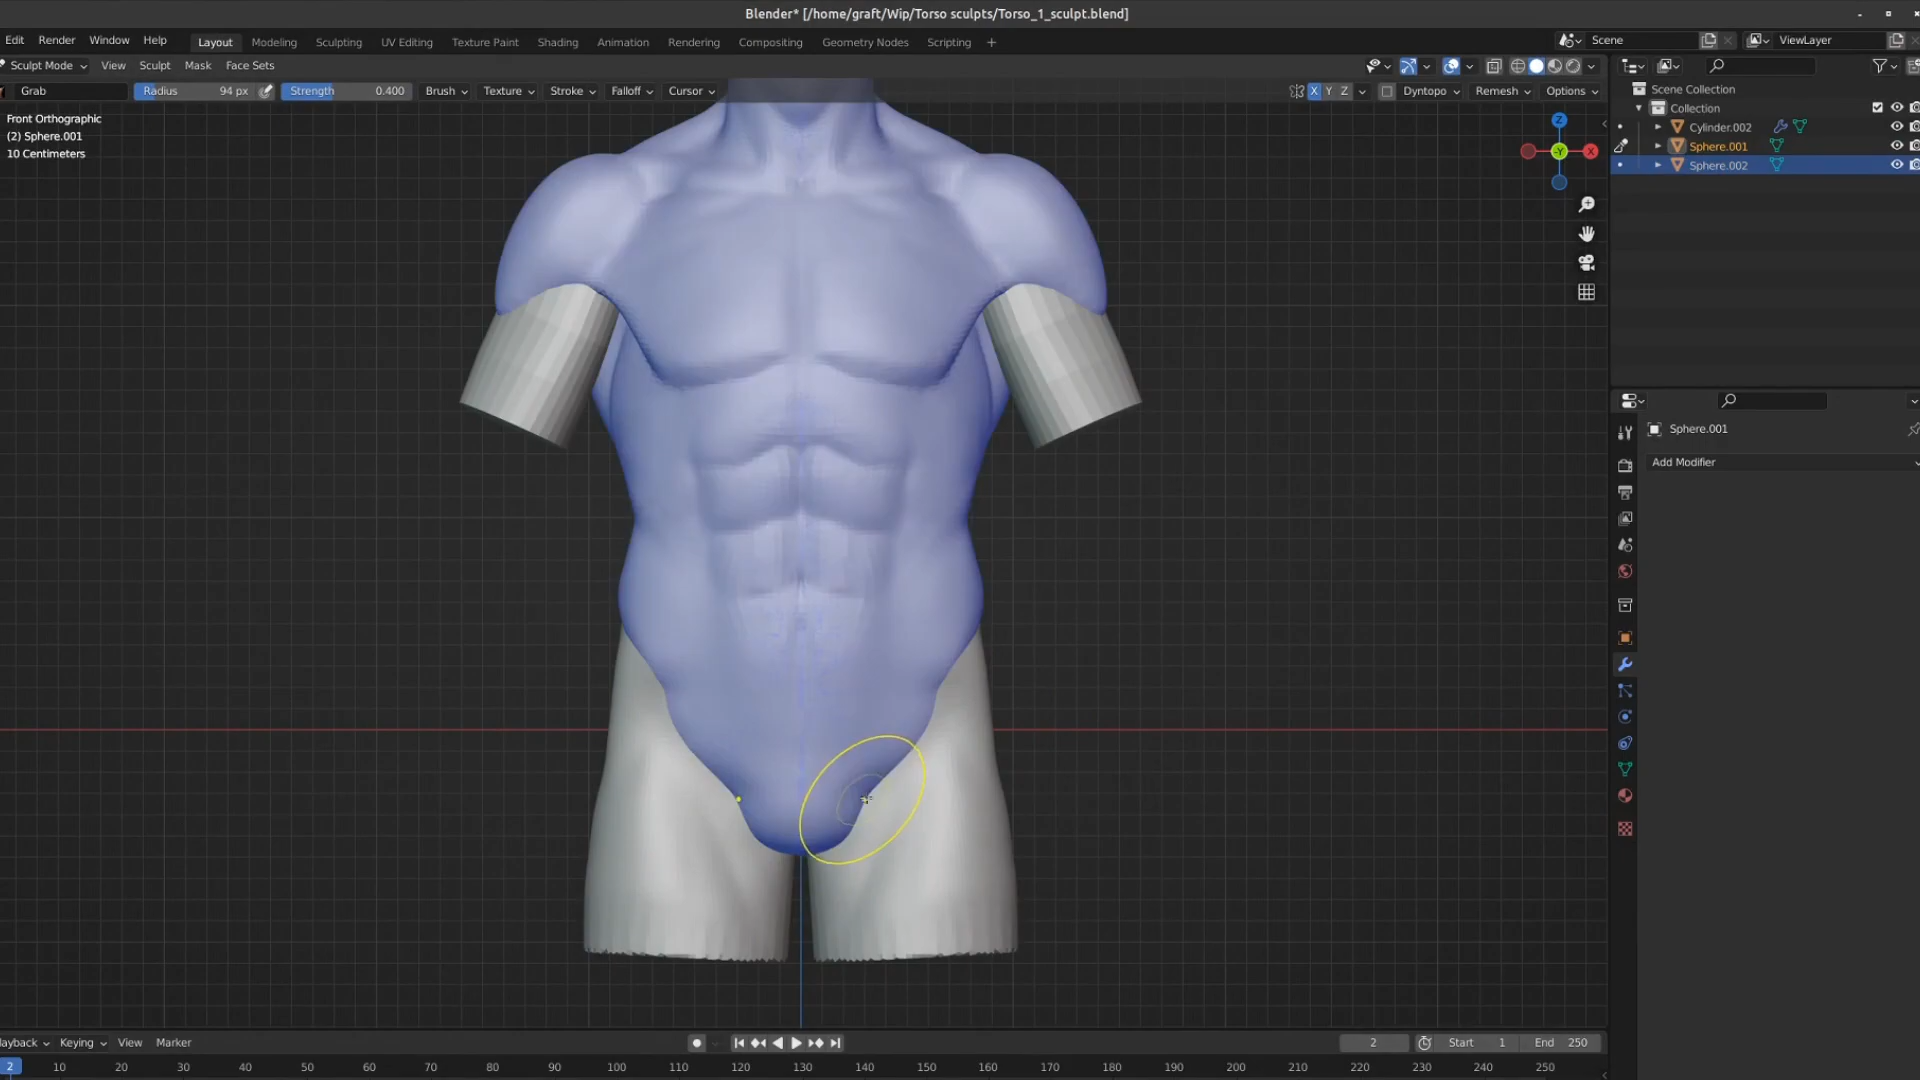 Blender* [/home/graft/Wip/Torso sculpts/Torso_1_sculpt.blend]
Edit Render Window Help Layout Modeling Sculpting UV Editing Texture Paint Shading Animation Rendering Compositing Geometry Nodes Scripting + Scene ViewLayer
Sculpt Mode View Sculpt Mask Face Sets
Grab Radius 94 px Strength 0.400 Brush Texture Stroke Falloff Cursor X Y Z Dyntopo Remesh Options
Front Orthographic
(2) Sphere.001
10 Centimeters
Z
-Y X
Scene Collection
Collection
Cylinder.002
Sphere.001
Sphere.002
Sphere.001
Add Modifier
layback Keying View Marker 2 Start 1 End 250
2 10 20 30 40 50 60 70 80 90 100 110 120 130 140 150 160 170 180 190 200 210 220 230 240 250